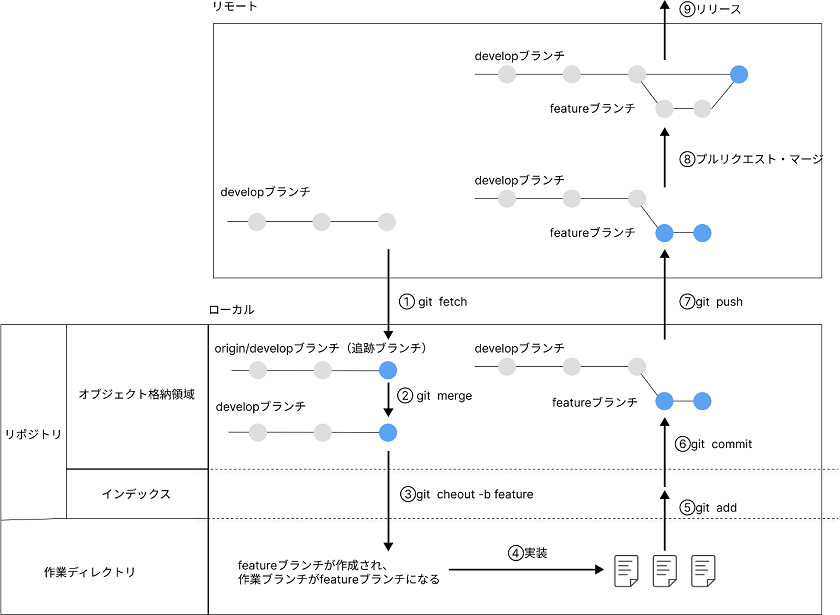 リモート
⑨リリース
developブランチ
featureブランチ
⑧プルリクエスト・マージ
developブランチ
developブランチ
featureブランチ
①git fetch
⑦git push
ローカル
origin/developブランチ（追跡ブランチ）
developブランチ
オブジェクト格納領域
②git merge
developブランチ
featureブランチ
リポジトリ
⑥git commit
インデックス
③git cheout -b feature
⑤git add
作業ディレクトリ
featureブランチが作成され、
作業ブランチがfeatureブランチになる
④実装